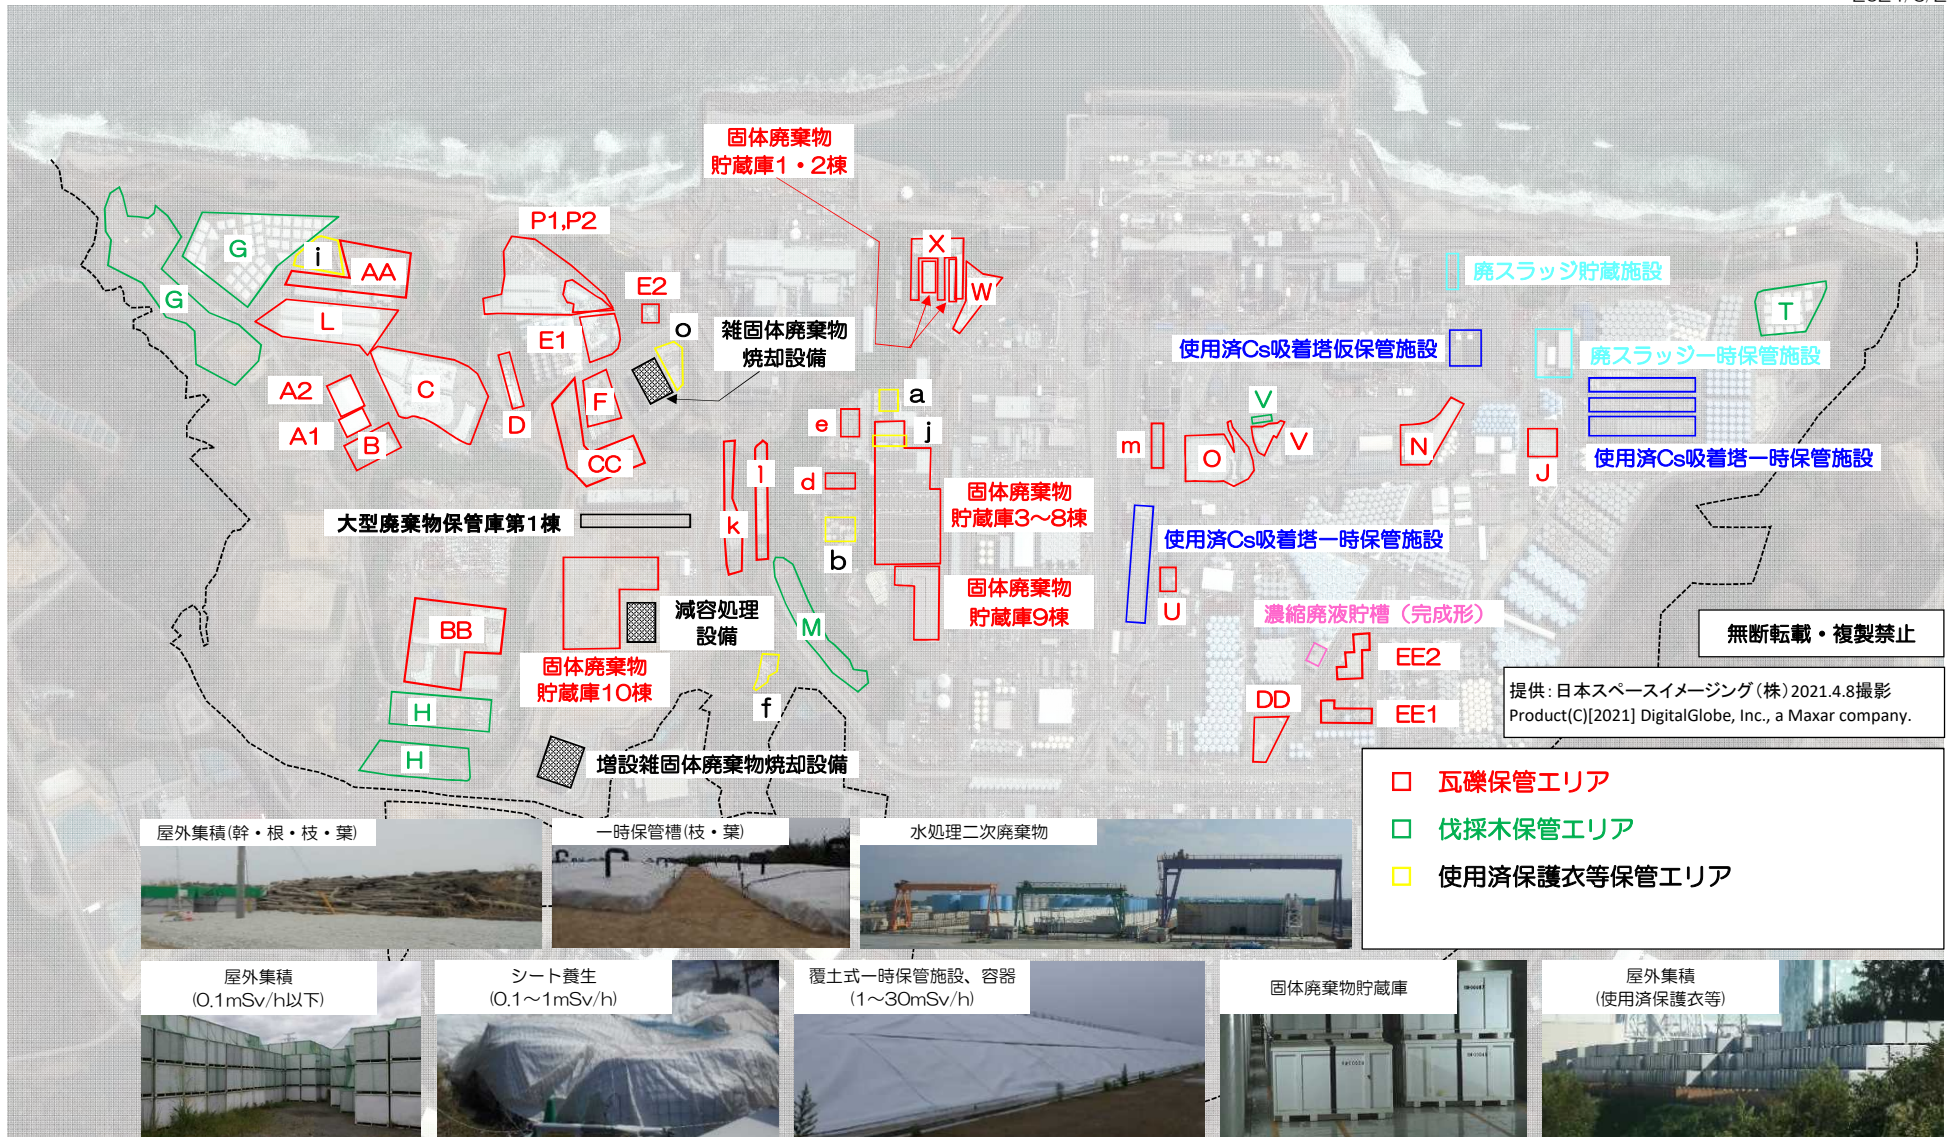 固体廃棄物
貯蔵庫1・2棟
P1,P2
X
G
i
AA
W
廃スラッジ貯蔵施設
E2
G
T
L
o
雑固体廃棄物
焼却設備
E1
使用済Cs吸着塔仮保管施設
廃スラッジ一時保管施設
A2
C
F
a
V
D
e
j
A1
B
m
O
V
N
J
使用済Cs吸着塔一時保管施設
CC
l
d
固体廃棄物
貯蔵庫3~8棟
大型廃棄物保管庫第1棟
k
使用済Cs吸着塔一時保管施設
b
固体廃棄物
貯蔵庫9棟
U
減容処理
設備
M
濃縮廃液貯槽（完成形）
BB
無断転載・複製禁止
固体廃棄物
貯蔵庫10棟
EE2
f
提供：日本スペースイメージング（株）2021.4.8撮影
Product(C)[2021] DigitalGlobe, Inc., a Maxar company.
H
DD
EE1
H
増設雑固体廃棄物焼却設備
瓦礫保管エリア
伐採木保管エリア
使用済保護衣等保管エリア
屋外集積(幹・根・枝・葉)
一時保管槽(枝・葉)
水処理二次廃棄物
屋外集積
(0.1mSv/h以下)
シート養生
(0.1~1mSv/h)
覆土式一時保管施設、容器
(1~30mSv/h)
固体廃棄物貯蔵庫
屋外集積
(使用済保護衣等)